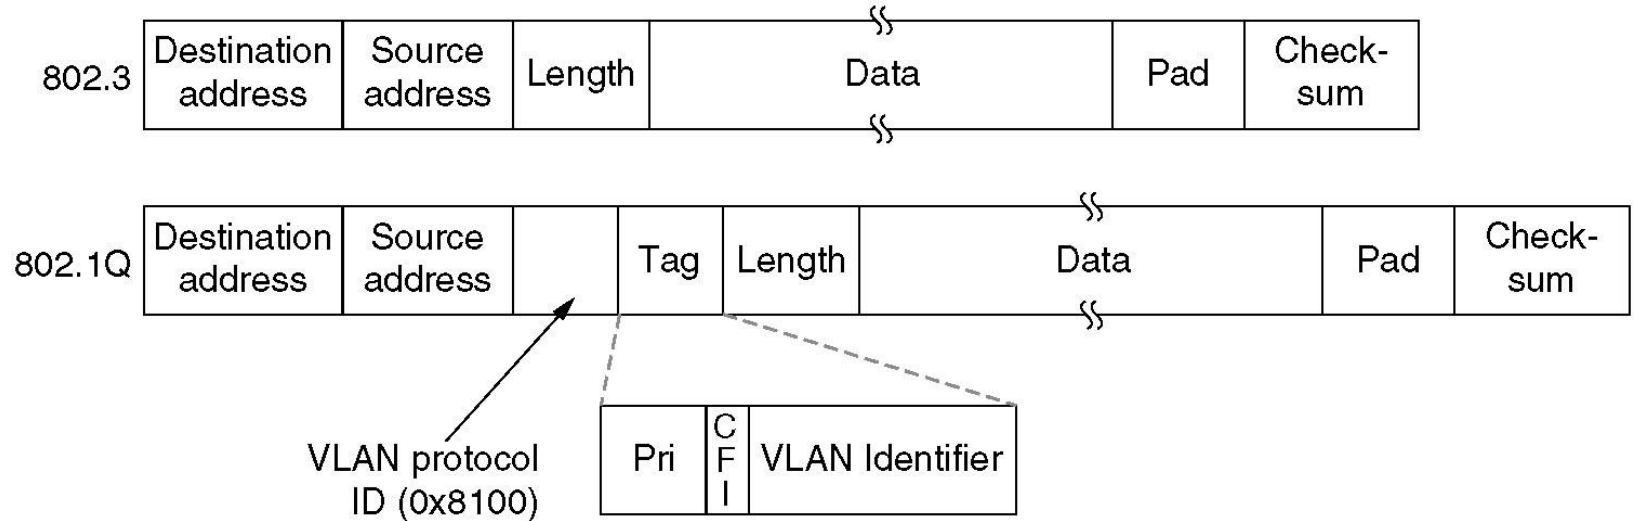 802.3
Destination
address
Source
address
Length
Data
Pad
Check-
sum
802.1Q
Destination
address
Source
address
Tag
Length
Data
Pad
Check-
sum
VLAN protocol
ID (0x8100)
Pri
C
F
I
VLAN Identifier